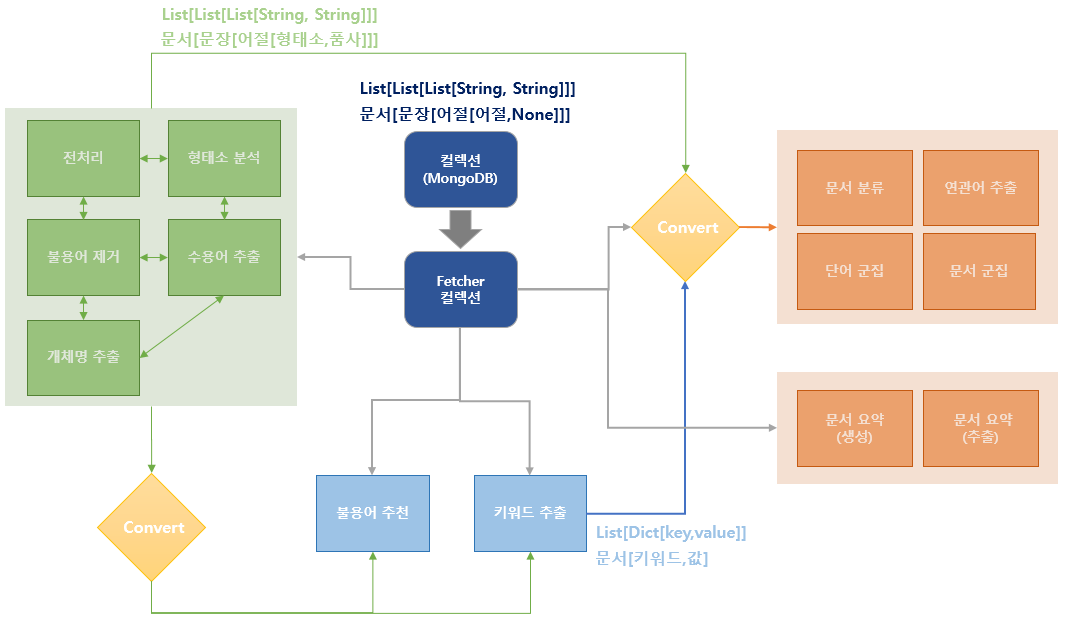 List[List[List[String, String]]]
문서[문장[어절[형태소,품사]]]
List[List[List[String, String]]]
문서[문장[어절[어절,None]]]
전처리
형태소 분석
불용어 제거
수용어 추출
개체명 추출
컬렉션
(MongoDB)
Fetcher
컬렉션
Convert
문서 분류
연관어 추출
단어 군집
문서 군집
문서 요약
(생성)
문서 요약
(추출)
Convert
불용어 추천
키워드 추출
List[Dict[key,value]]
문서[키워드,값]